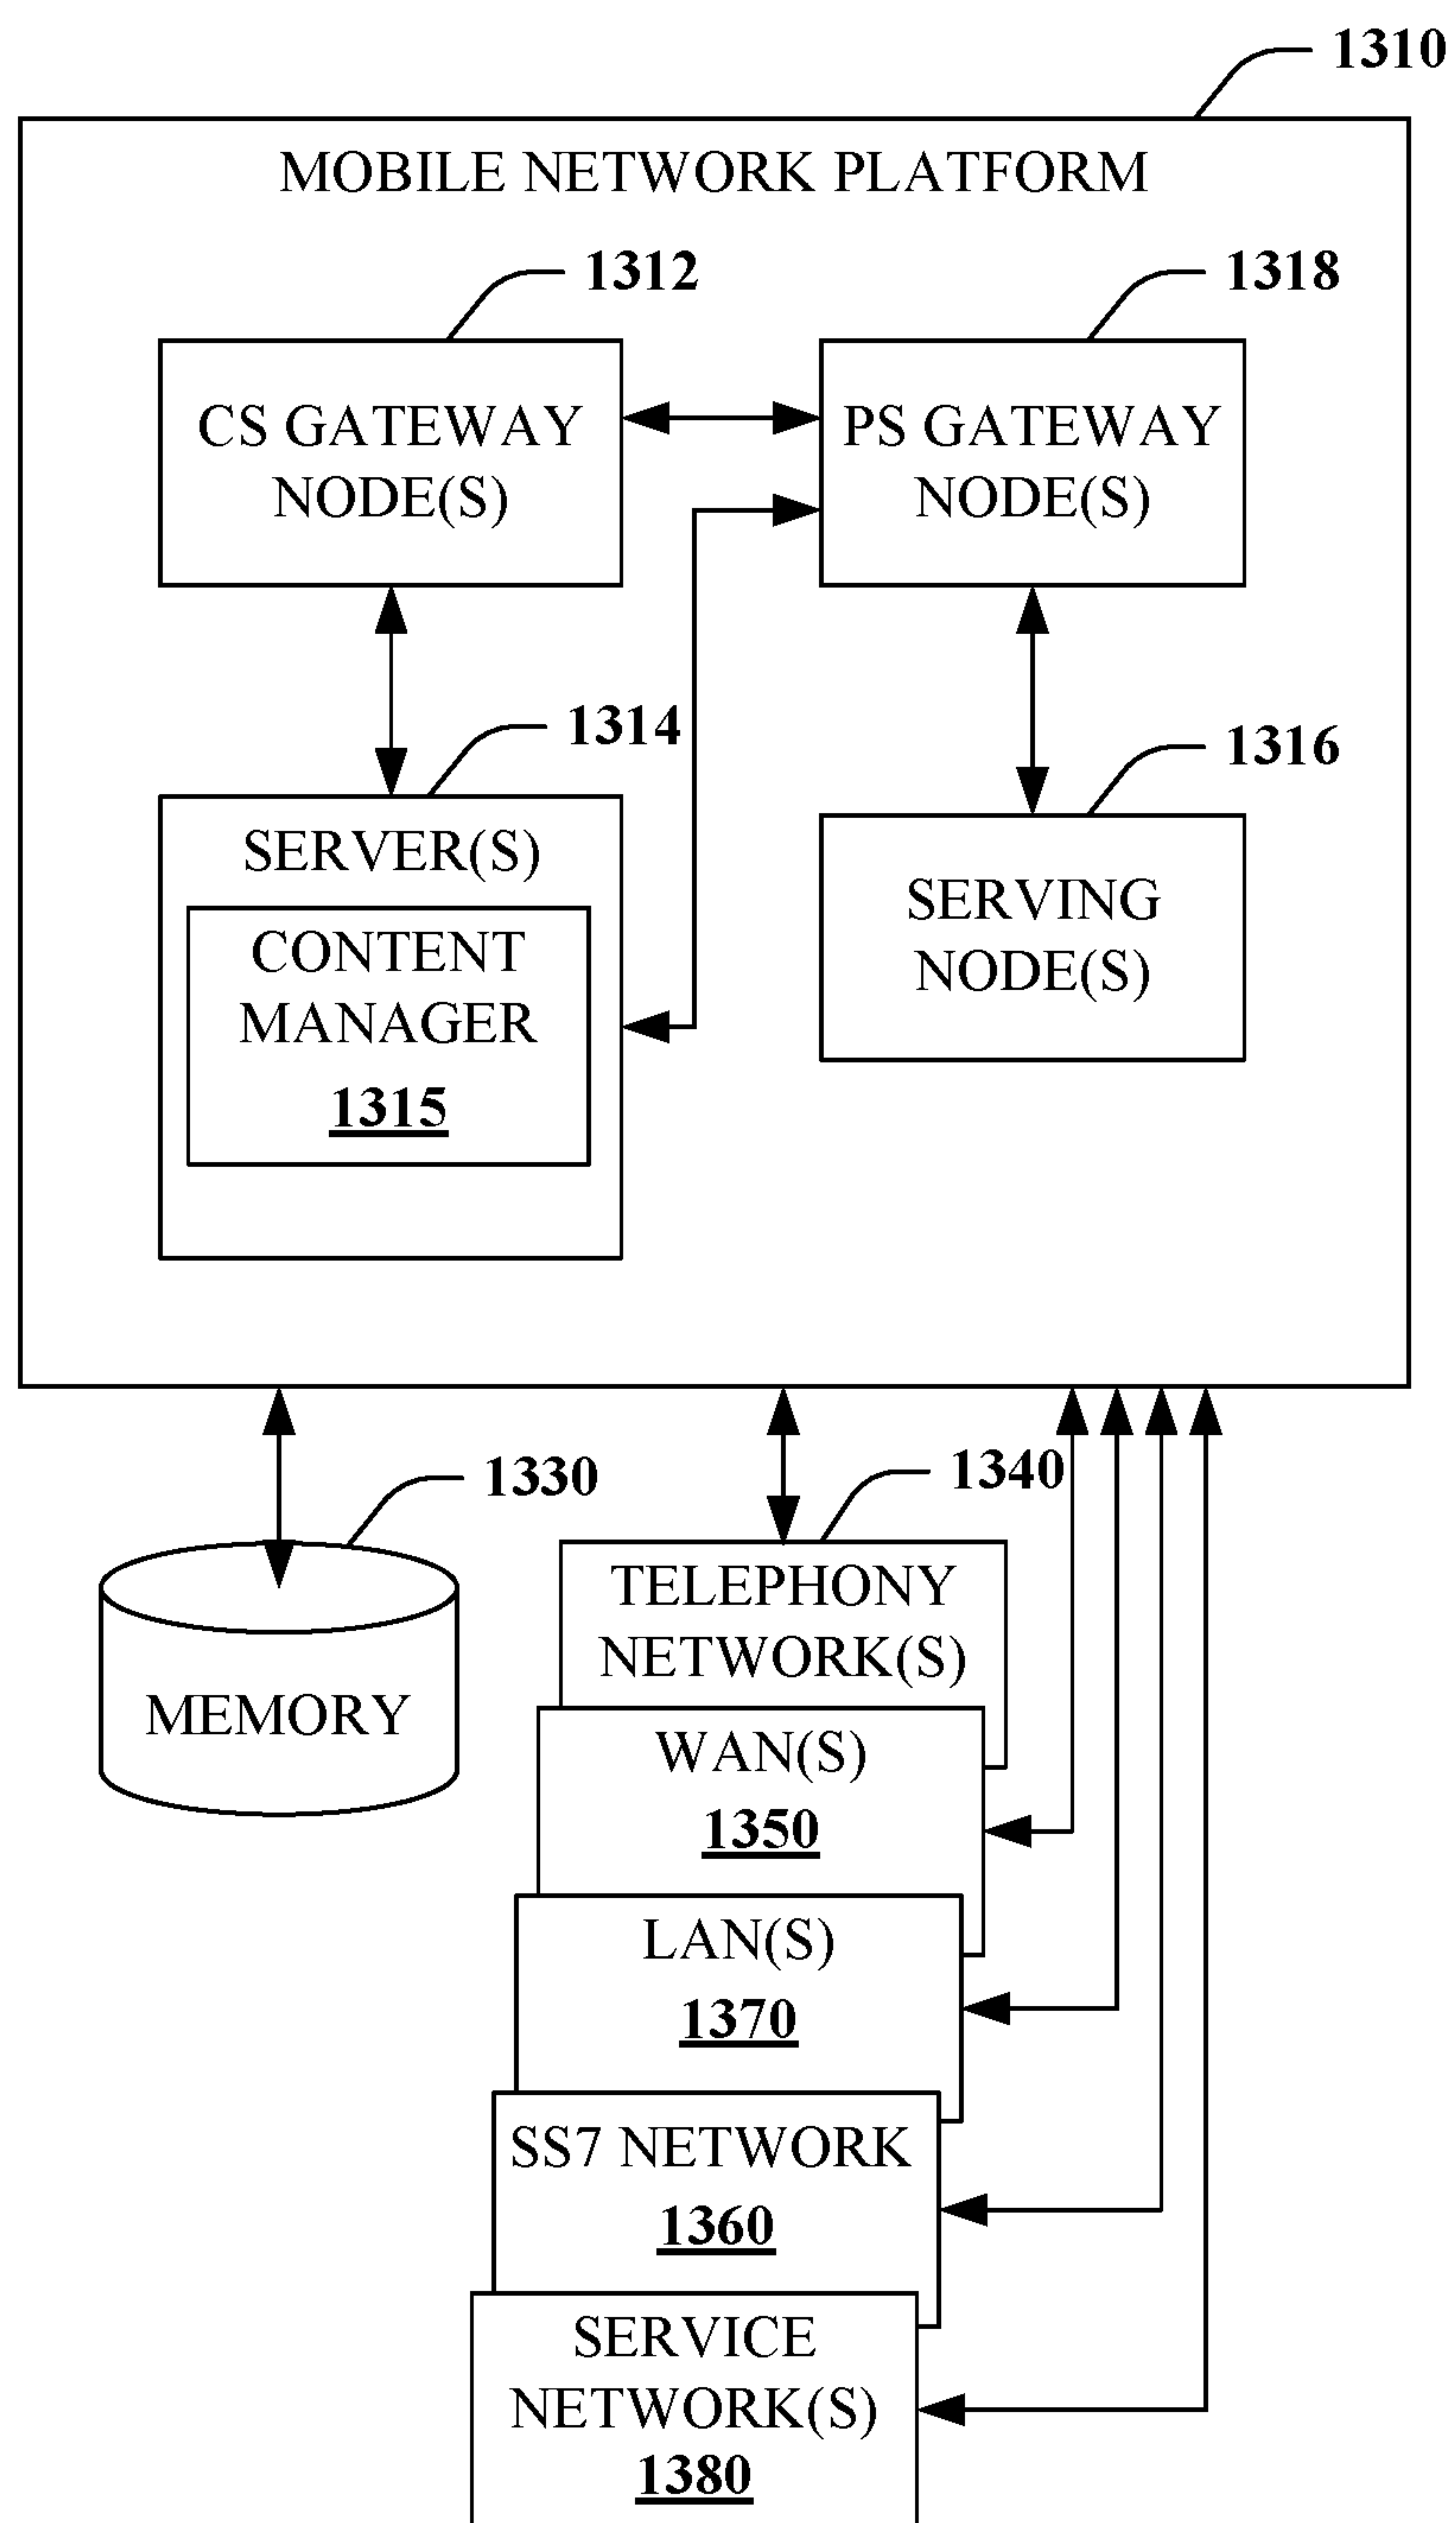 1310
MOBILE NETWORK PLATFORM
1312
1318
CS GATEWAY
NODE(S)
PS GATEWAY
NODE(S)
1314
1316
SERVER(S)
CONTENT
MANAGER
1315
SERVING
NODE(S)
1330
1340
MEMORY
TELEPHONY
NETWORK(S)
WAN(S)
1350
LAN(S)
1370
SS7 NETWORK
1360
SERVICE
NETWORK(S)
1380